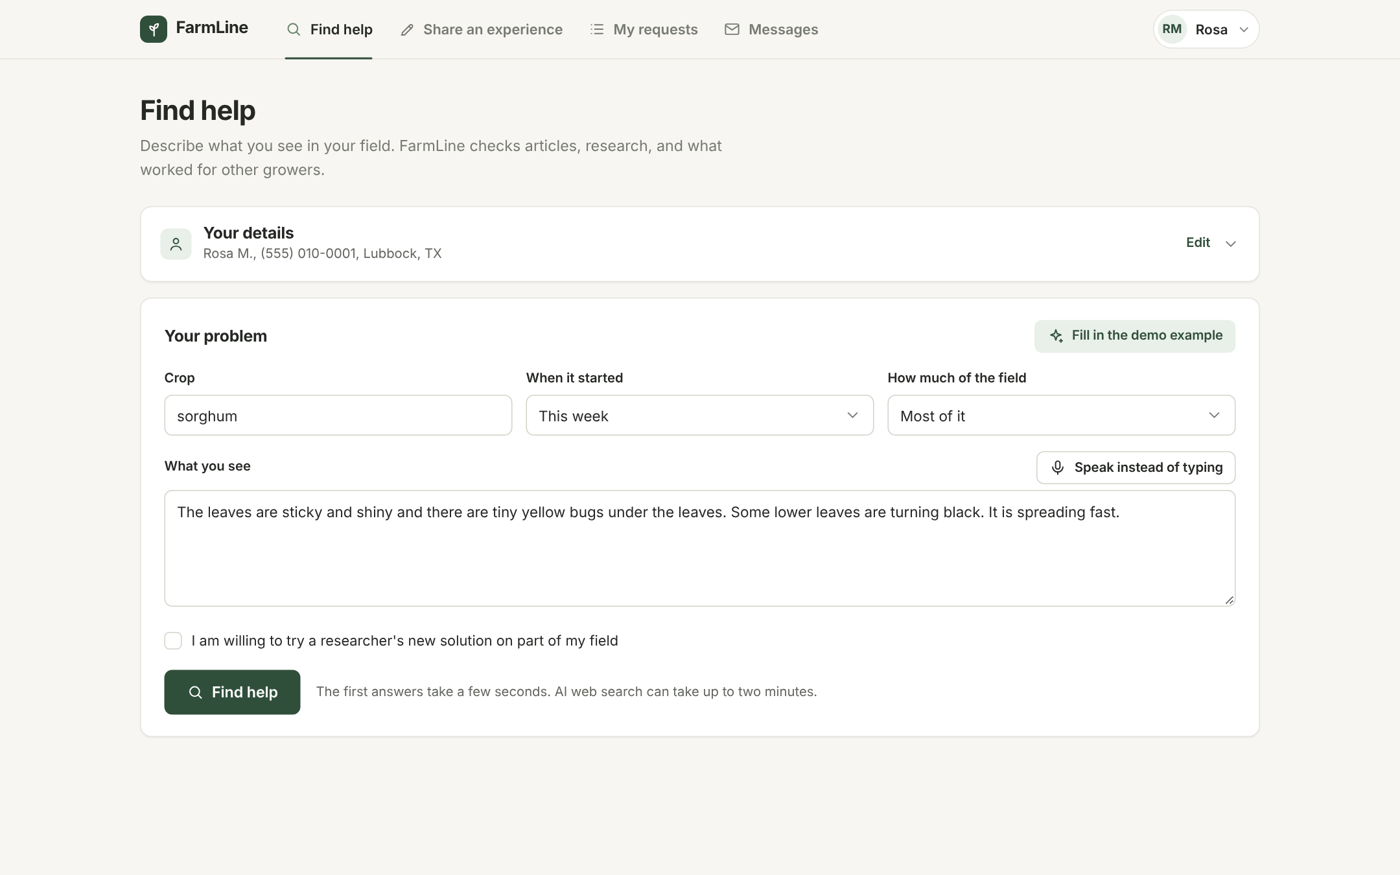 FarmLine
Find help
Share an experience
My requests
Messages
RM
Rosa
Find help
Describe what you see in your field. FarmLine checks articles, research, and what
worked for other growers.
Your details
Rosa M., (555) 010-0001, Lubbock, TX
Edit
Your problem
Fill in the demo example
Crop
When it started
How much of the field
sorghum
This week
Most of it
What you see
Speak instead of typing
The leaves are sticky and shiny and there are tiny yellow bugs under the leaves. Some lower leaves are turning black. It is spreading fast.
I am willing to try a researcher's new solution on part of my field
Find help
The first answers take a few seconds. AI web search can take up to two minutes.